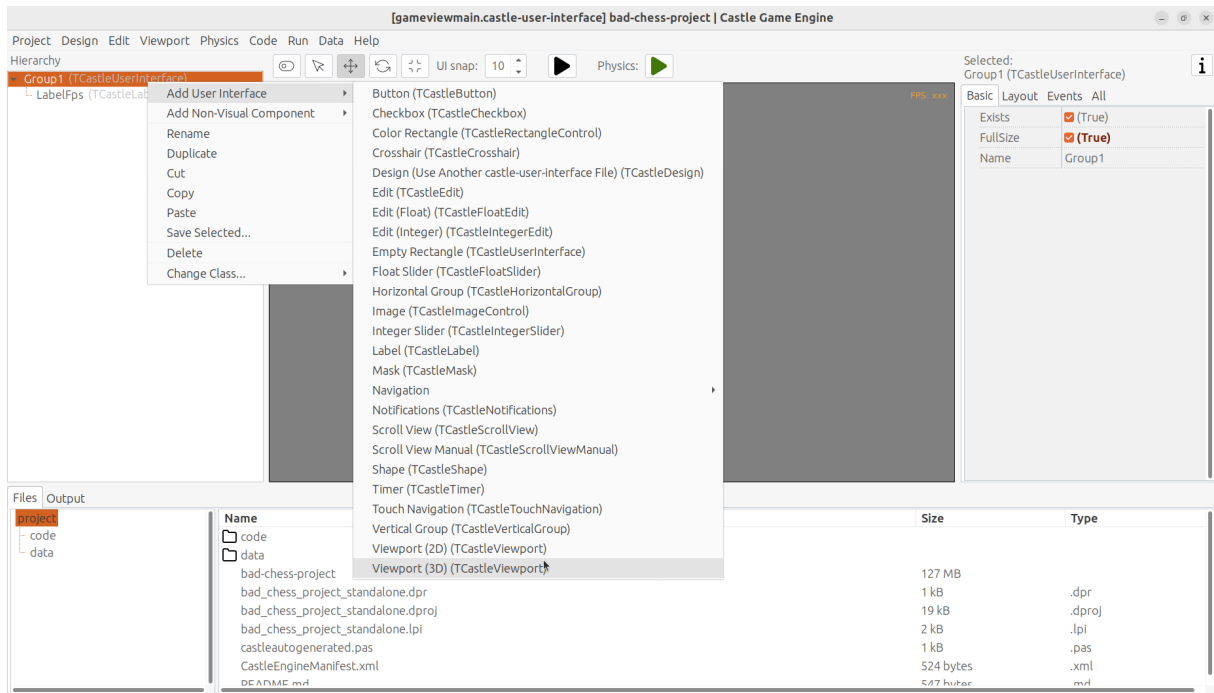 [gameviewmain.castle-user-interface] bad-chess-project | Castle Game Engine
Project Design Edit Viewport Physics Code Run Data Help
Hierarchy
Group1 (TCastleUserInterface)
LabelFps (TCastleLab
UI snap: 10
Physics:
Selected:
Group1 (TCastleUserInterface)
i
Add User Interface
Add Non-Visual Component
Rename
Duplicate
Cut
Copy
Paste
Save Selected...
Delete
Change Class...
Button (TCastleButton)
Checkbox (TCastleCheckbox)
Color Rectangle (TCastleRectangleControl)
Crosshair (TCastleCrosshair)
Design (Use Another castle-user-interface File) (TCastleDesign)
Edit (TCastleEdit)
Edit (Float) (TCastleFloatEdit)
Edit (Integer) (TCastleIntegerEdit)
Empty Rectangle (TCastleUserInterface)
Float Slider (TCastleFloatSlider)
Horizontal Group (TCastleHorizontalGroup)
Image (TCastleImageControl)
Integer Slider (TCastleIntegerSlider)
Label (TCastleLabel)
Mask (TCastleMask)
Navigation
Notifications (TCastleNotifications)
Scroll View (TCastleScrollView)
Scroll View Manual (TCastleScrollViewManual)
Shape (TCastleShape)
Timer (TCastleTimer)
Touch Navigation (TCastleTouchNavigation)
Vertical Group (TCastleVerticalGroup)
Viewport (2D) (TCastleViewport)
Viewport (3D) (TCastleViewport)
FPS: xxx
Basic Layout Events All
Exists (True)
FullSize (True)
Name Group1
Files Output
project
code
data
Name Size Type
code
data
bad-chess-project 127 MB
bad_chess_project_standalone.dpr 1 kB .dpr
bad_chess_project_standalone.dproj 19 kB .dproj
bad_chess_project_standalone.lpi 2 kB .lpi
castleautogenerated.pas 1 kB .pas
CastleEngineManifest.xml 524 bytes .xml
README.md 547 bytes .md